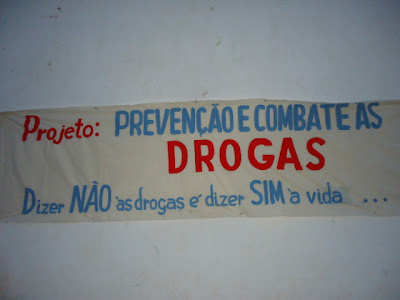 Projeto: PREVENÇÃO E COMBATE AS
DROGAS
Dizer NÃO às drogas é dizer SIM à vida ...